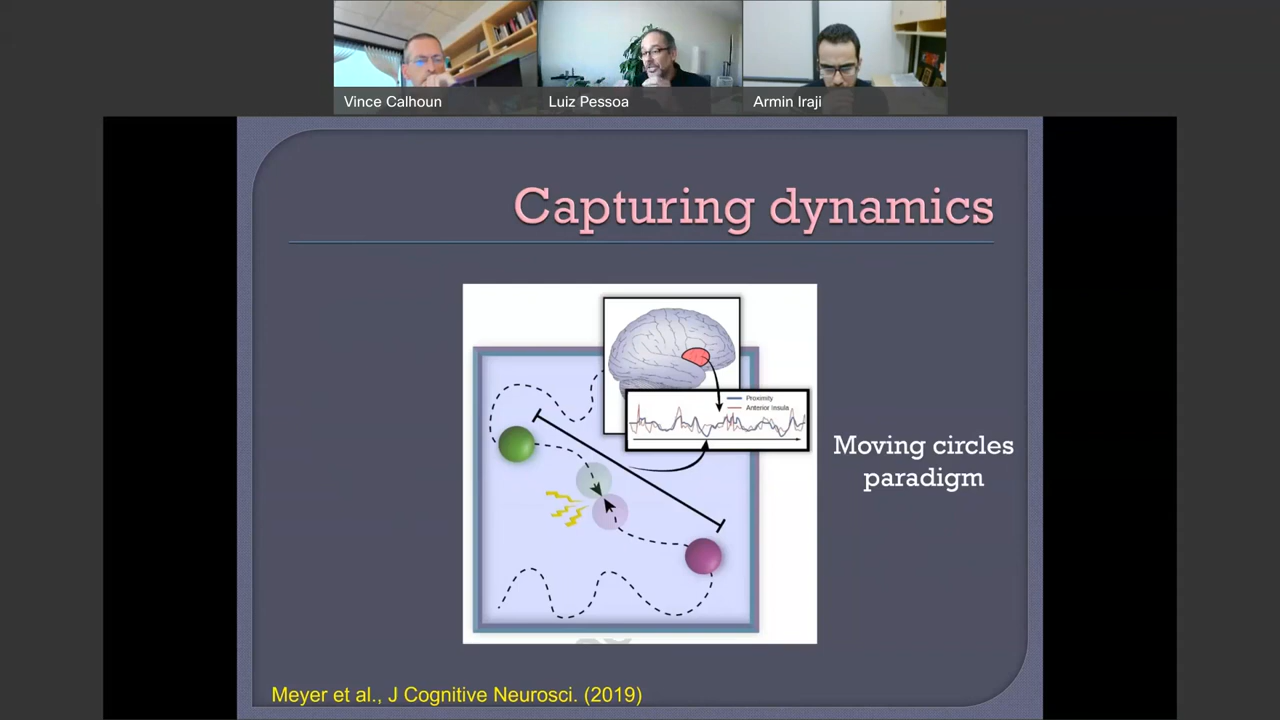 Vince Calhoun
Luiz Pessoa
Armin Iraji
Capturing dynamics
Proximity
Anterior Insula
Moving circles
paradigm
Meyer et al., J Cognitive Neurosci. (2019)